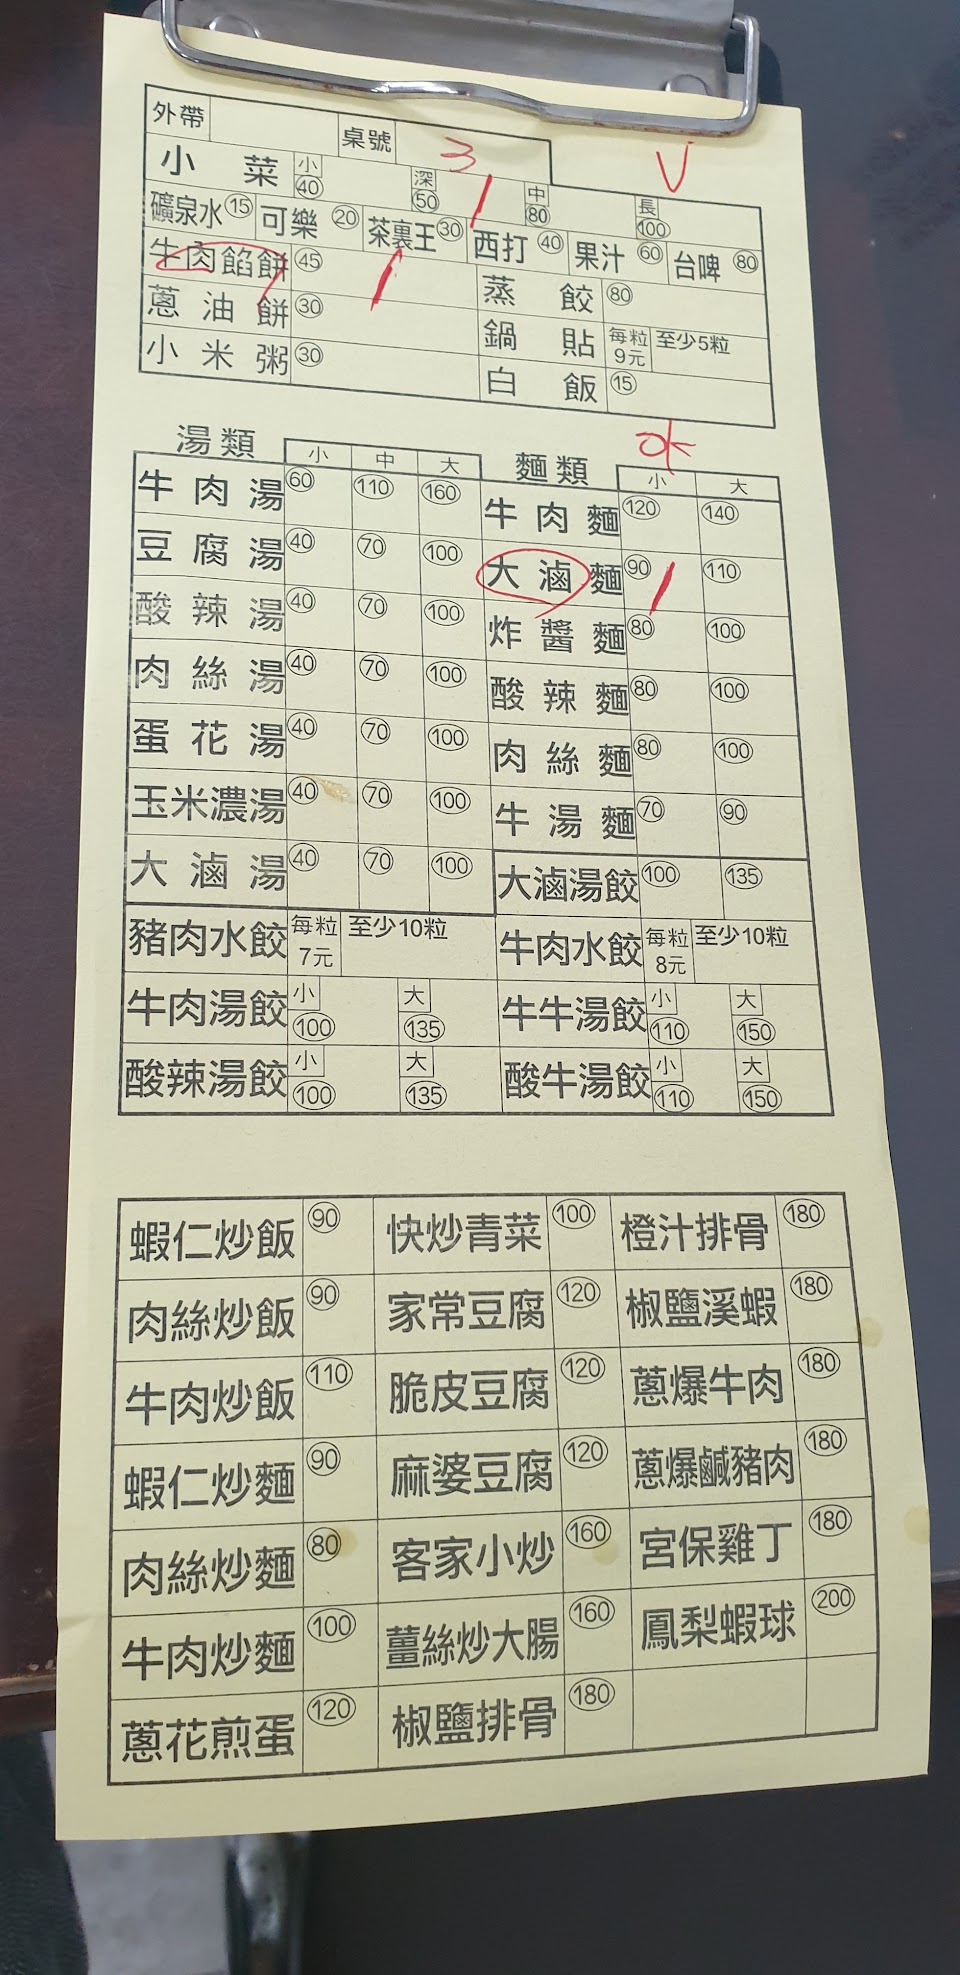 外帶 桌號 3 V
小菜 小 40 深 50 中 80 長 100
礦泉水 15 可樂 20 茶裏王 30 西打 40 果汁 60 台啤 80
牛肉餡餅 45 蒸餃 80
蔥油餅 30 鍋貼 每粒9元 至少5粒
小米粥 30 白飯 15
湯類 小 中 大 麵類 小 大
牛肉湯 60 110 160 牛肉麵 120 140
豆腐湯 40 70 100 大滷麵 90 110
酸辣湯 40 70 100 炸醬麵 80 100
肉絲湯 40 70 100 酸辣麵 80 100
蛋花湯 40 70 100 肉絲麵 80 100
玉米濃湯 40 70 100 牛湯麵 70 90
大滷湯 40 70 100 大滷湯餃 100 135
豬肉水餃 每粒7元 至少10粒 牛肉水餃 每粒8元 至少10粒
牛肉湯餃 小 100 大 135 牛牛湯餃 小 110 大 150
酸辣湯餃 小 100 大 135 酸牛湯餃 小 110 大 150
蝦仁炒飯 90 快炒青菜 100 橙汁排骨 180
肉絲炒飯 90 家常豆腐 120 椒鹽溪蝦 180
牛肉炒飯 110 脆皮豆腐 120 蔥爆牛肉 180
蝦仁炒麵 90 麻婆豆腐 120 蔥爆鹹豬肉 180
肉絲炒麵 80 客家小炒 160 宮保雞丁 180
牛肉炒麵 100 薑絲炒大腸 160 鳳梨蝦球 200
蔥花煎蛋 120 椒鹽排骨 180